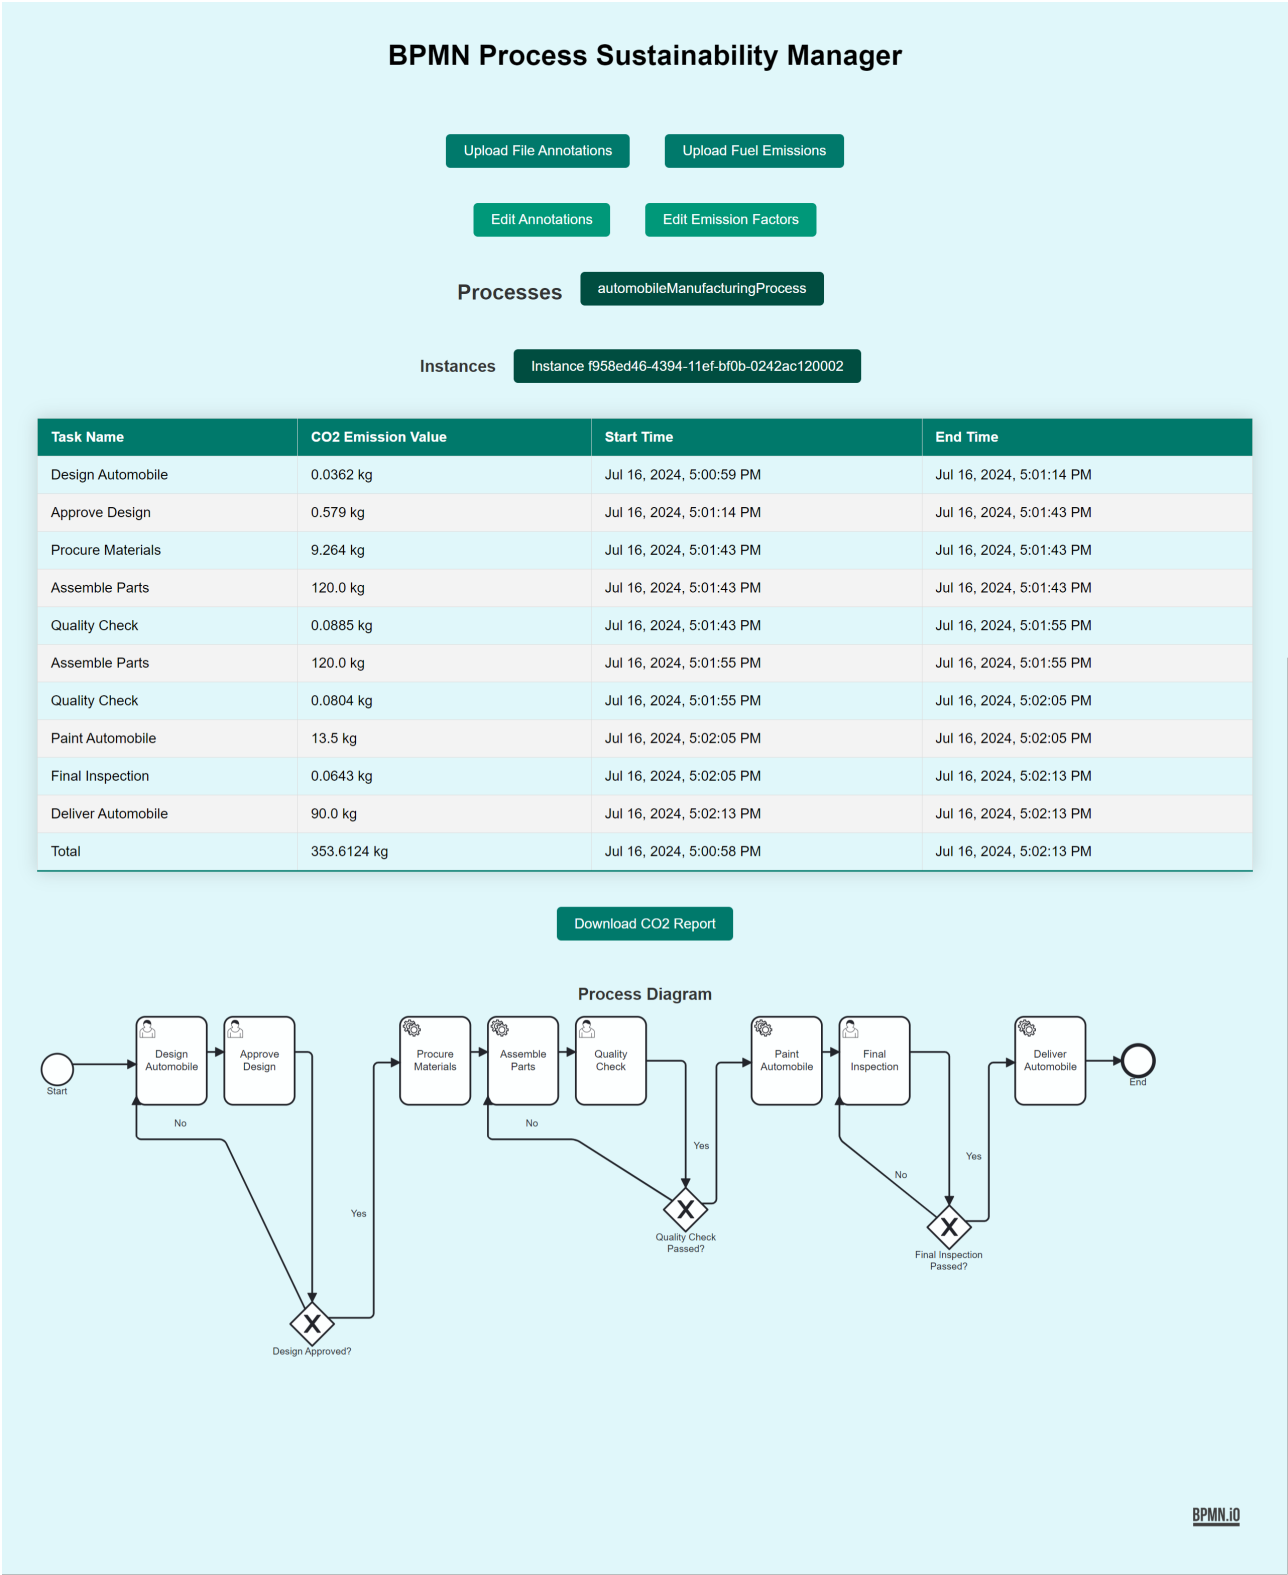 BPMN Process Sustainability Manager
Upload File Annotations Upload Fuel Emissions
Edit Annotations Edit Emission Factors
Processes automobileManufacturingProcess
Instances Instance f958ed46-4394-11ef-bf0b-0242ac120002
Task Name CO2 Emission Value Start Time End Time
Design Automobile 0.0362 kg Jul 16, 2024, 5:00:59 PM Jul 16, 2024, 5:01:14 PM
Approve Design 0.579 kg Jul 16, 2024, 5:01:14 PM Jul 16, 2024, 5:01:43 PM
Procure Materials 9.264 kg Jul 16, 2024, 5:01:43 PM Jul 16, 2024, 5:01:43 PM
Assemble Parts 120.0 kg Jul 16, 2024, 5:01:43 PM Jul 16, 2024, 5:01:43 PM
Quality Check 0.0885 kg Jul 16, 2024, 5:01:43 PM Jul 16, 2024, 5:01:55 PM
Assemble Parts 120.0 kg Jul 16, 2024, 5:01:55 PM Jul 16, 2024, 5:01:55 PM
Quality Check 0.0804 kg Jul 16, 2024, 5:01:55 PM Jul 16, 2024, 5:02:05 PM
Paint Automobile 13.5 kg Jul 16, 2024, 5:02:05 PM Jul 16, 2024, 5:02:05 PM
Final Inspection 0.0643 kg Jul 16, 2024, 5:02:05 PM Jul 16, 2024, 5:02:13 PM
Deliver Automobile 90.0 kg Jul 16, 2024, 5:02:13 PM Jul 16, 2024, 5:02:13 PM
Total 353.6124 kg Jul 16, 2024, 5:00:58 PM Jul 16, 2024, 5:02:13 PM
Download CO2 Report
Process Diagram
Start
Design
Automobile
Approve
Design
Procure
Materials
Assemble
Parts
Quality
Check
Paint
Automobile
Final
Inspection
Deliver
Automobile
End
No
No
Yes
Yes
No
Yes
X
Quality Check
Passed?
X
Final Inspection
Passed?
X
Design Approved?
BPMN.iO